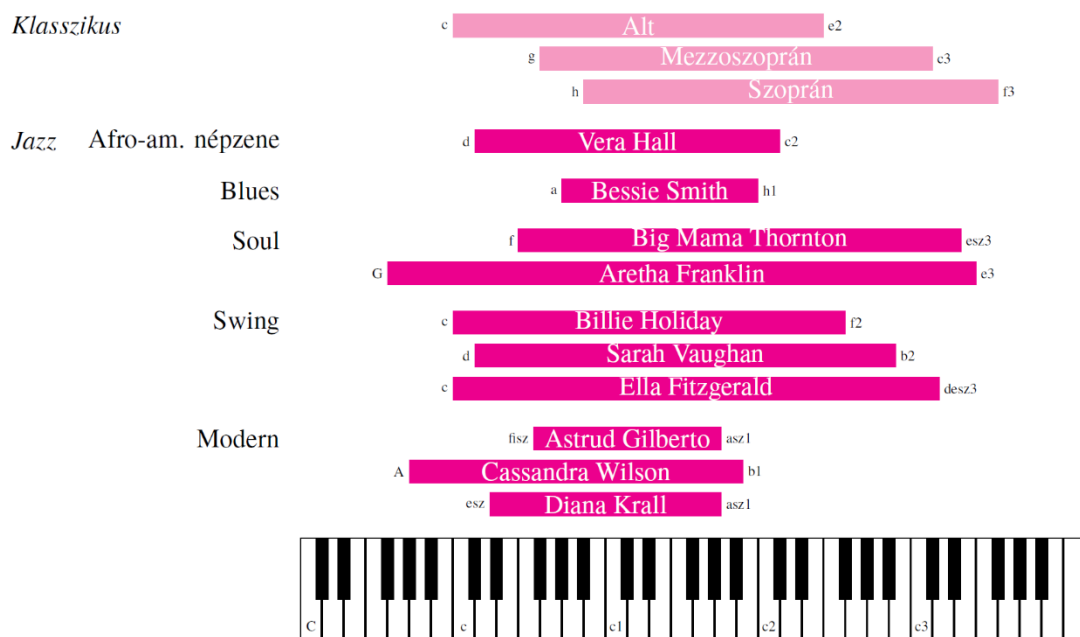 Klasszikus c Alt e2
g Mezzoszoprán c3
h Szoprán f3
Jazz Afro-am. népzene d Vera Hall c2
Blues a Bessie Smith h1
Soul f Big Mama Thornton esz3
G Aretha Franklin e3
Swing c Billie Holiday f2
d Sarah Vaughan b2
c Ella Fitzgerald desz3
Modern fisz Astrud Gilberto asz1
A Cassandra Wilson b1
esz Diana Krall asz1
C c c1 c2 c3